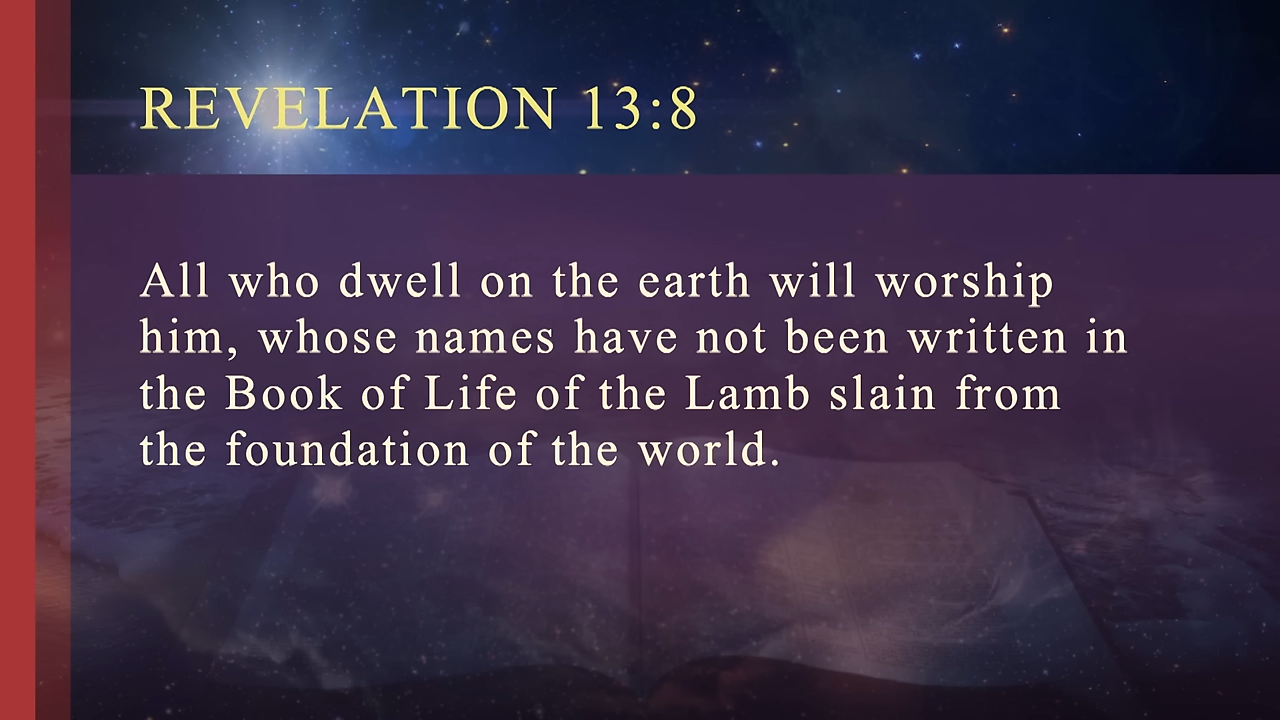 REVELATION 13:8
All who dwell on the earth will worship
him, whose names have not been written in
the Book of Life of the Lamb slain from
the foundation of the world.